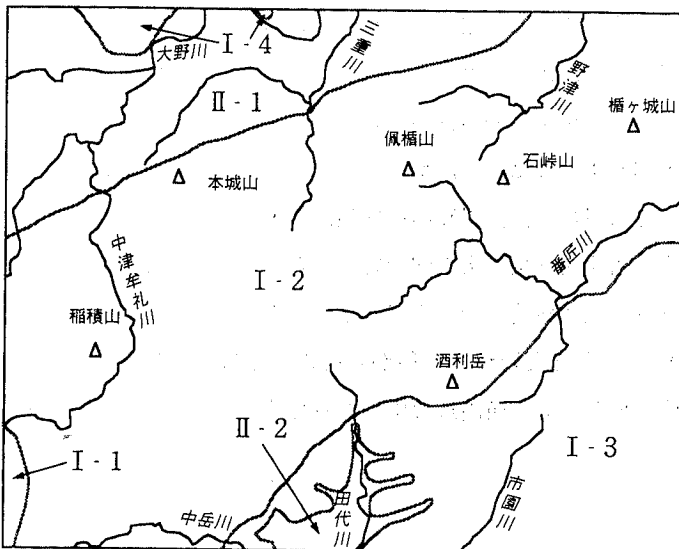 I-4
大野川
三重川
野津川
II-1
楯ヶ城山
佩楯山
石峠山
本城山
中津牟礼川
番匠川
I-2
稲積山
酒利岳
II-2
I-3
I-1
田代川
市園川
中岳川